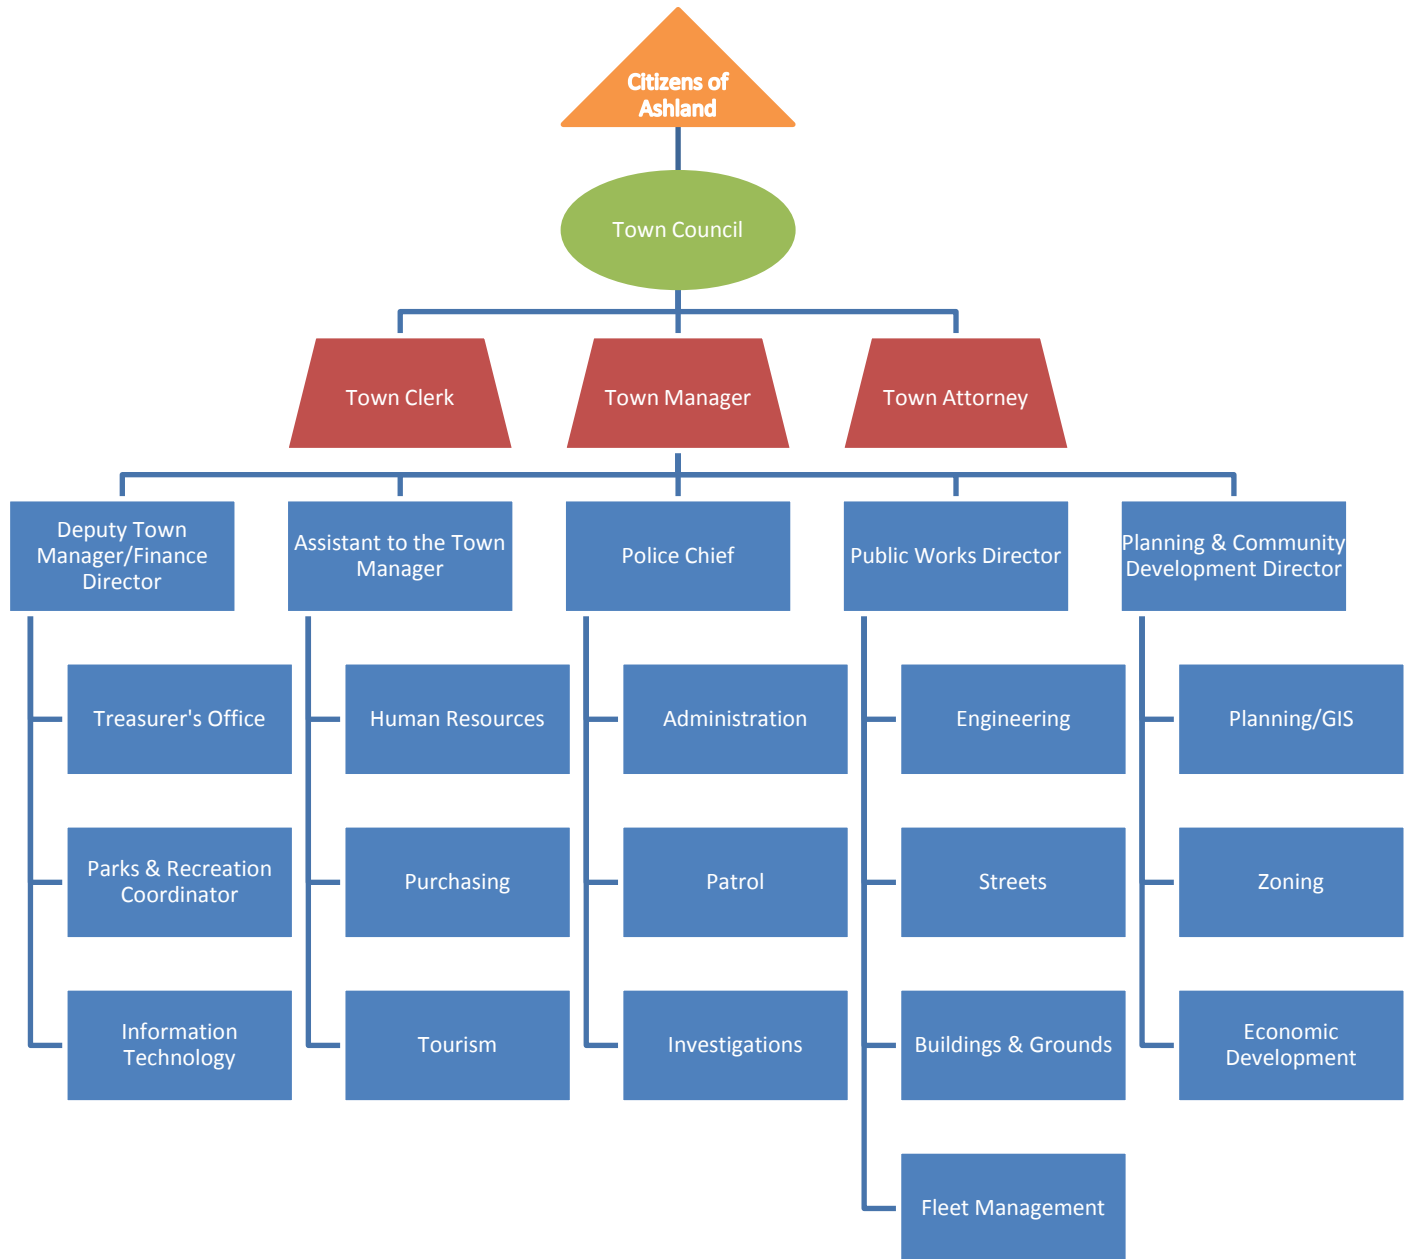 Citizens of
Ashland
Town Council
Town Clerk
Town Manager
Town Attorney
Deputy Town
Manager/Finance
Director
Assistant to the Town
Manager
Police Chief
Public Works Director
Planning & Community
Development Director
Treasurer's Office
Human Resources
Administration
Engineering
Planning/GIS
Parks & Recreation
Coordinator
Purchasing
Patrol
Streets
Zoning
Information
Technology
Tourism
Investigations
Buildings & Grounds
Economic
Development
Fleet Management